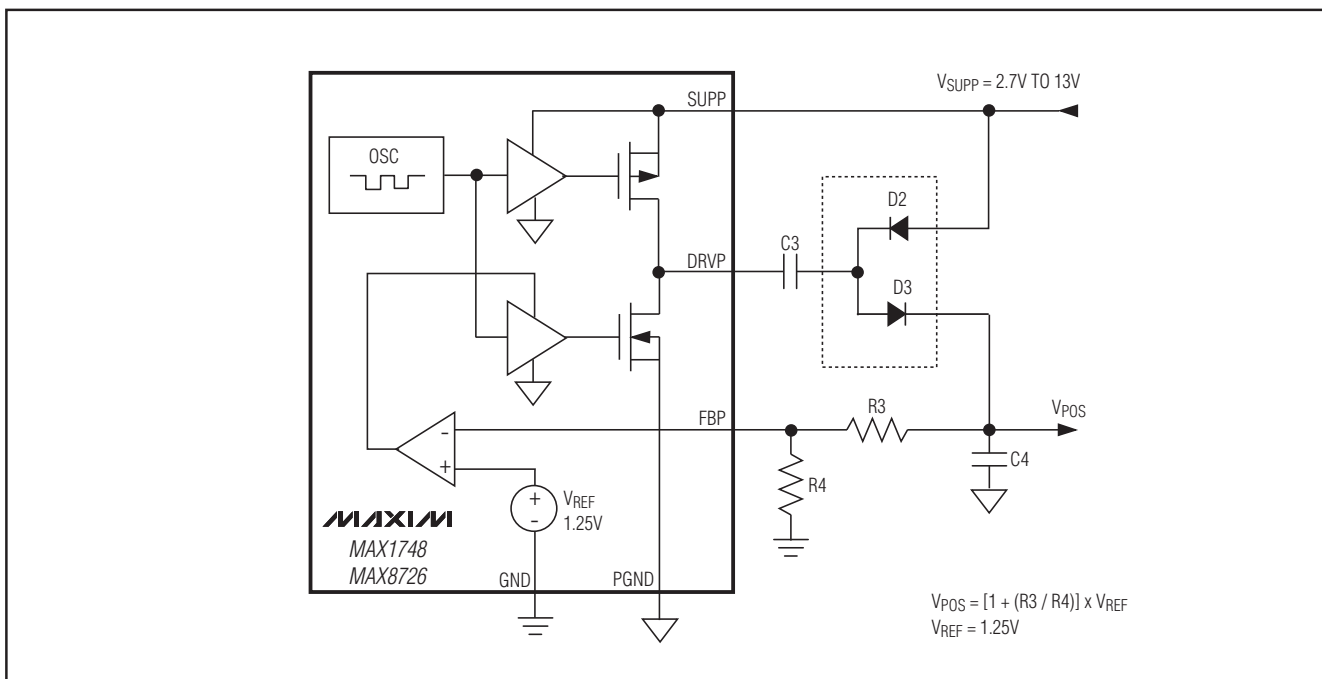 V_SUPP = 2.7V TO 13V
SUPP
OSC
D2
C3
DRVP
D3
FBP
R3
V_POS
-
+
R4
C4
+
-
V_REF
1.25V
MAXIM
MAX1748
MAX8726
GND
PGND
V_POS = [1 + (R3 / R4)] x V_REF
V_REF = 1.25V